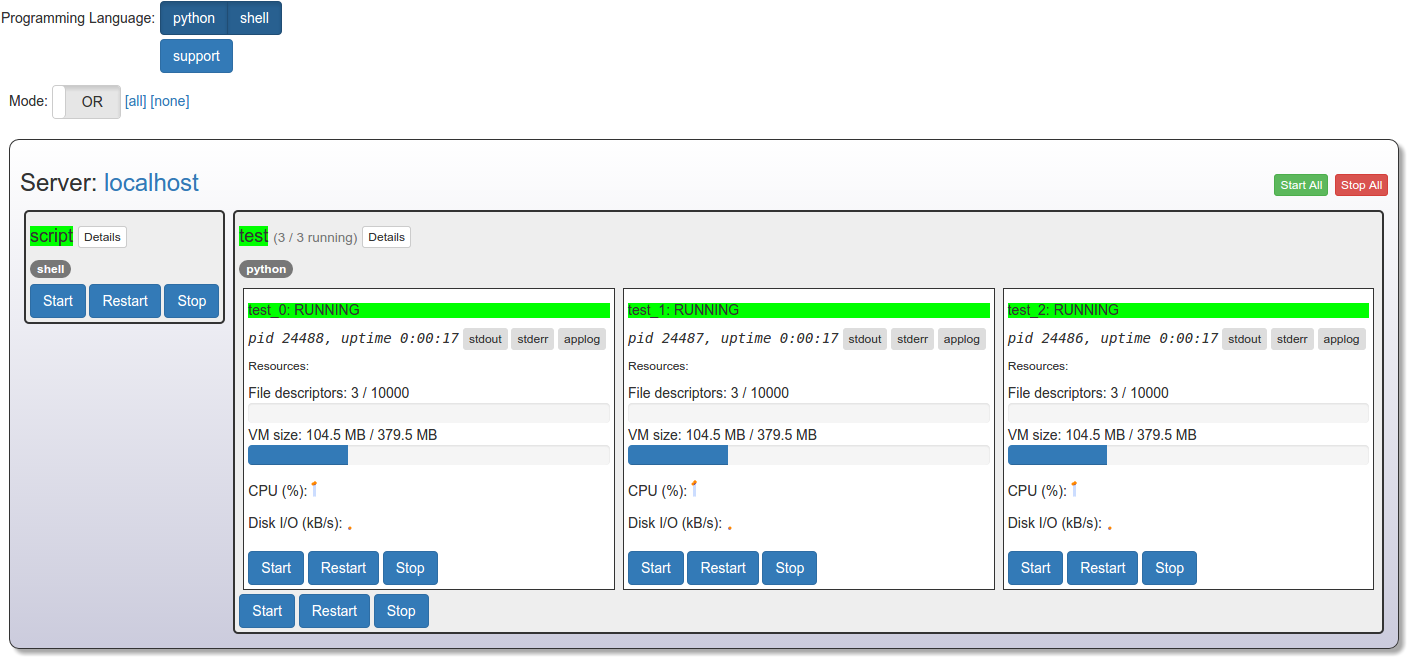 Programming Language: python shell
support
Mode: OR [all] [none]
Server: localhost Start All Stop All
script Details
shell
Start Restart Stop
test (3 / 3 running) Details
python
test_0: RUNNING
pid 24488, uptime 0:00:17 stdout stderr applog
Resources:
File descriptors: 3 / 10000
VM size: 104.5 MB / 379.5 MB
CPU (%):
Disk I/O (kB/s):
Start Restart Stop
test_1: RUNNING
pid 24487, uptime 0:00:17 stdout stderr applog
Resources:
File descriptors: 3 / 10000
VM size: 104.5 MB / 379.5 MB
CPU (%):
Disk I/O (kB/s):
Start Restart Stop
test_2: RUNNING
pid 24486, uptime 0:00:17 stdout stderr applog
Resources:
File descriptors: 3 / 10000
VM size: 104.5 MB / 379.5 MB
CPU (%):
Disk I/O (kB/s):
Start Restart Stop
Start Restart Stop